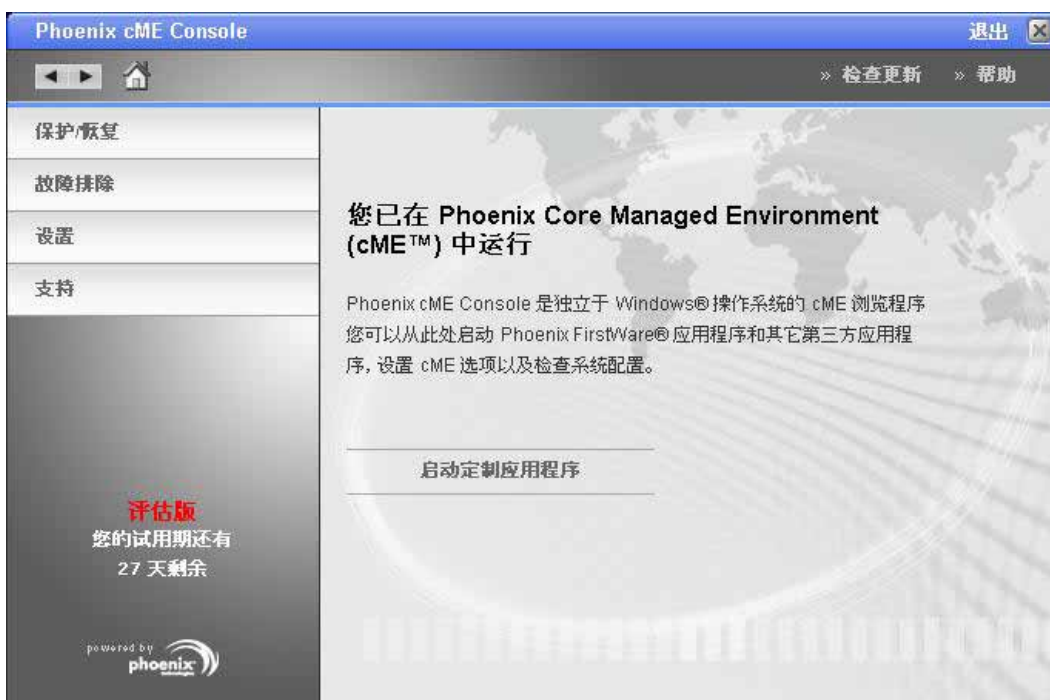 Phoenix cME Console
退出
» 检查更新 » 帮助
保护/恢复
故障排除
设置
支持
您已在 Phoenix Core Managed Environment
(cME™) 中运行
Phoenix cME Console 是独立于 Windows® 操作系统的 cME 浏览程序
您可以从此处启动 Phoenix FirstWare® 应用程序和其它第三方应用程
序, 设置 cME 选项以及检查系统配置。
启动定制应用程序
评估版
您的试用期还有
27 天剩余
powered by
phoenix